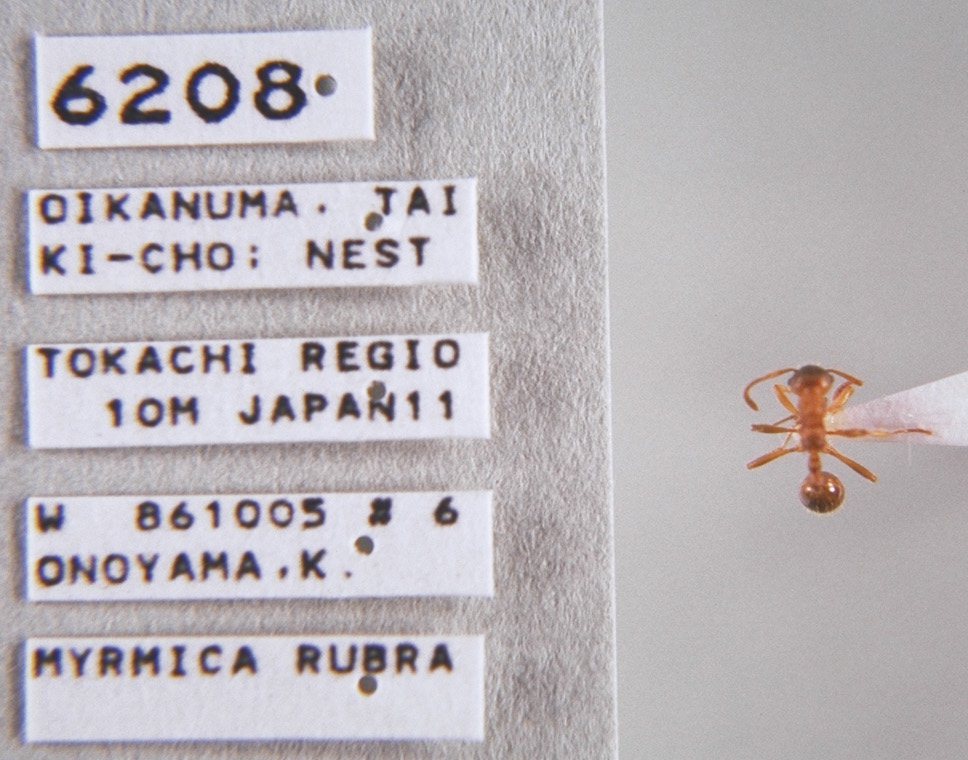 6208
OIKANUMA. TAI
KI-CHO; NEST
TOKACHI REGIO
10M JAPAN11
W 861005 # 6
ONOYAMA,K.
MYRMICA RUBRA